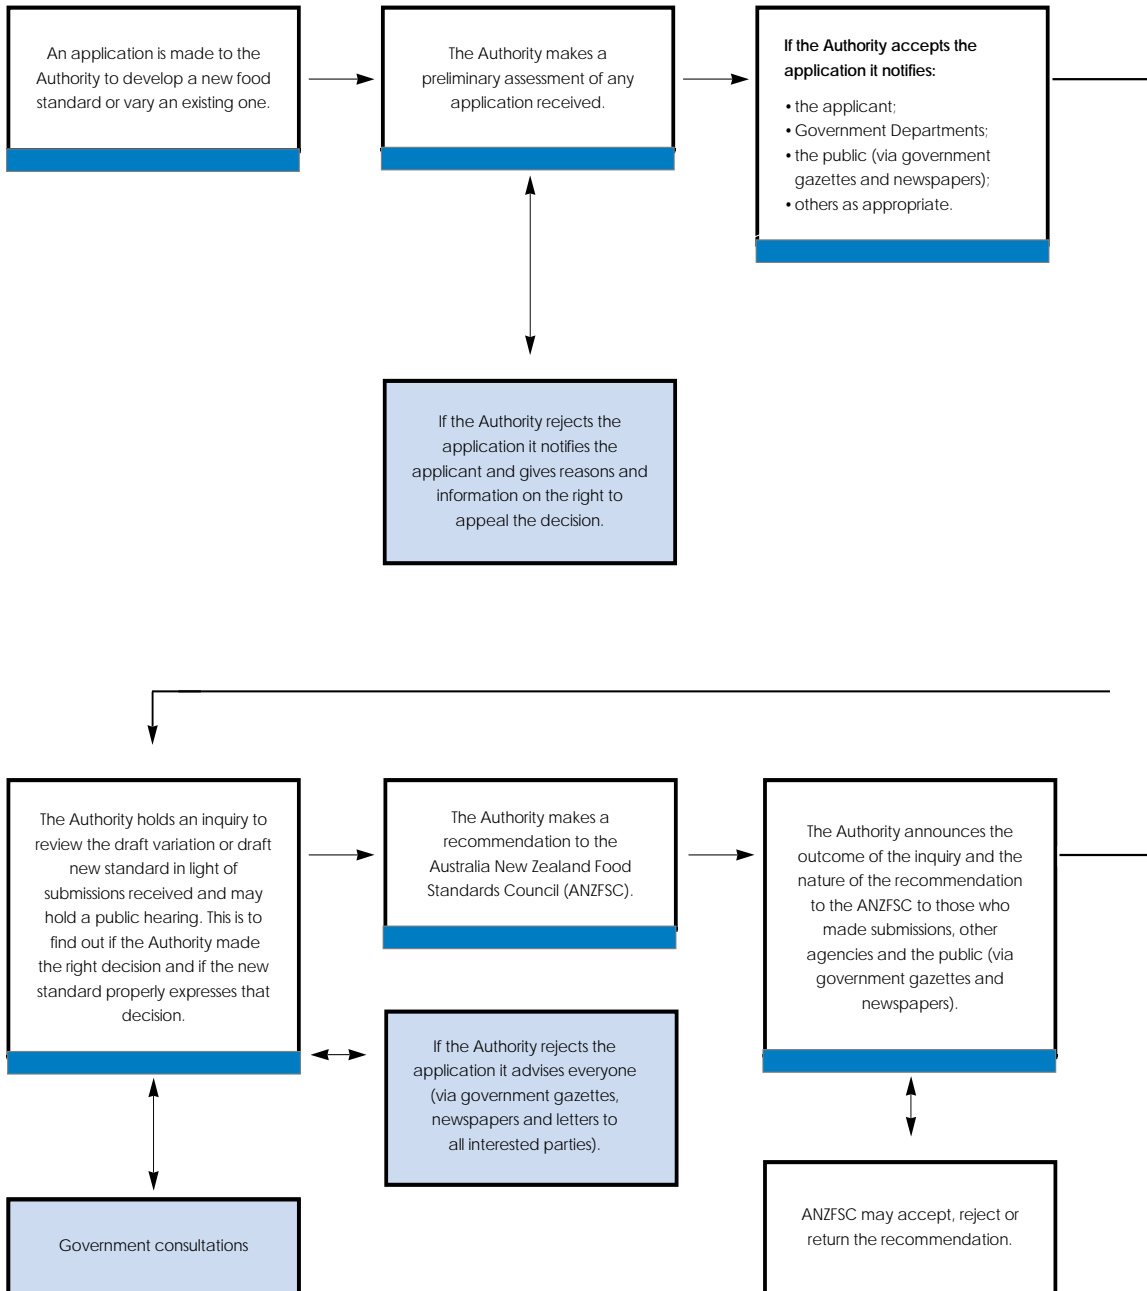 An application is made to the
Authority to develop a new food
standard or vary an existing one.
The Authority makes a
preliminary assessment of any
application received.
If the Authority accepts the
application it notifies:
• the applicant;
• Government Departments;
• the public (via government
gazettes and newspapers);
• others as appropriate.
If the Authority rejects the
application it notifies the
applicant and gives reasons and
information on the right to
appeal the decision.
The Authority holds an inquiry to
review the draft variation or draft
new standard in light of
submissions received and may
hold a public hearing. This is to
find out if the Authority made
the right decision and if the new
standard properly expresses that
decision.
The Authority makes a
recommendation to the
Australia New Zealand Food
Standards Council (ANZFSC).
The Authority announces the
outcome of the inquiry and the
nature of the recommendation
to the ANZFSC to those who
made submissions, other
agencies and the public (via
government gazettes and
newspapers).
If the Authority rejects the
application it advises everyone
(via government gazettes,
newspapers and letters to
all interested parties).
Government consultations
ANZFSC may accept, reject or
return the recommendation.